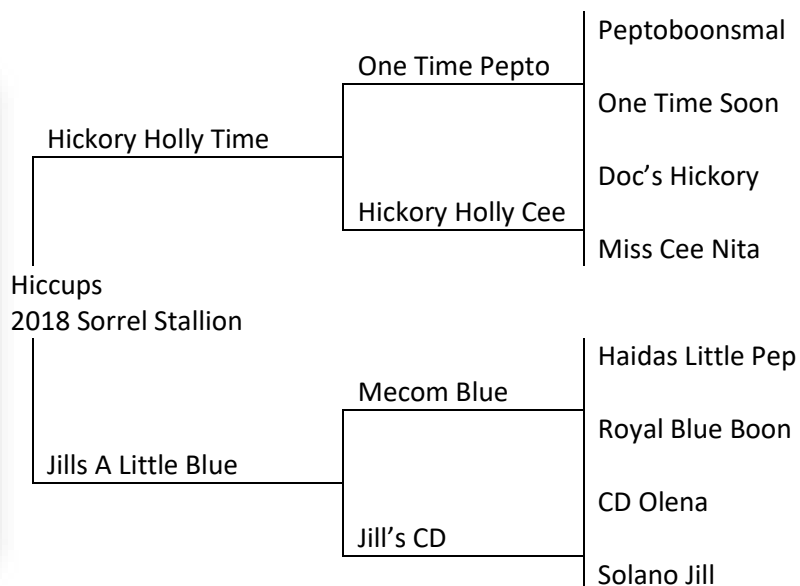 Peptoboonsmal
One Time Pepto
One Time Soon
Hickory Holly Time
Doc’s Hickory
Hickory Holly Cee
Miss Cee Nita
Hiccups
2018 Sorrel Stallion
Haidas Little Pep
Mecom Blue
Royal Blue Boon
Jills A Little Blue
CD Olena
Jill’s CD
Solano Jill